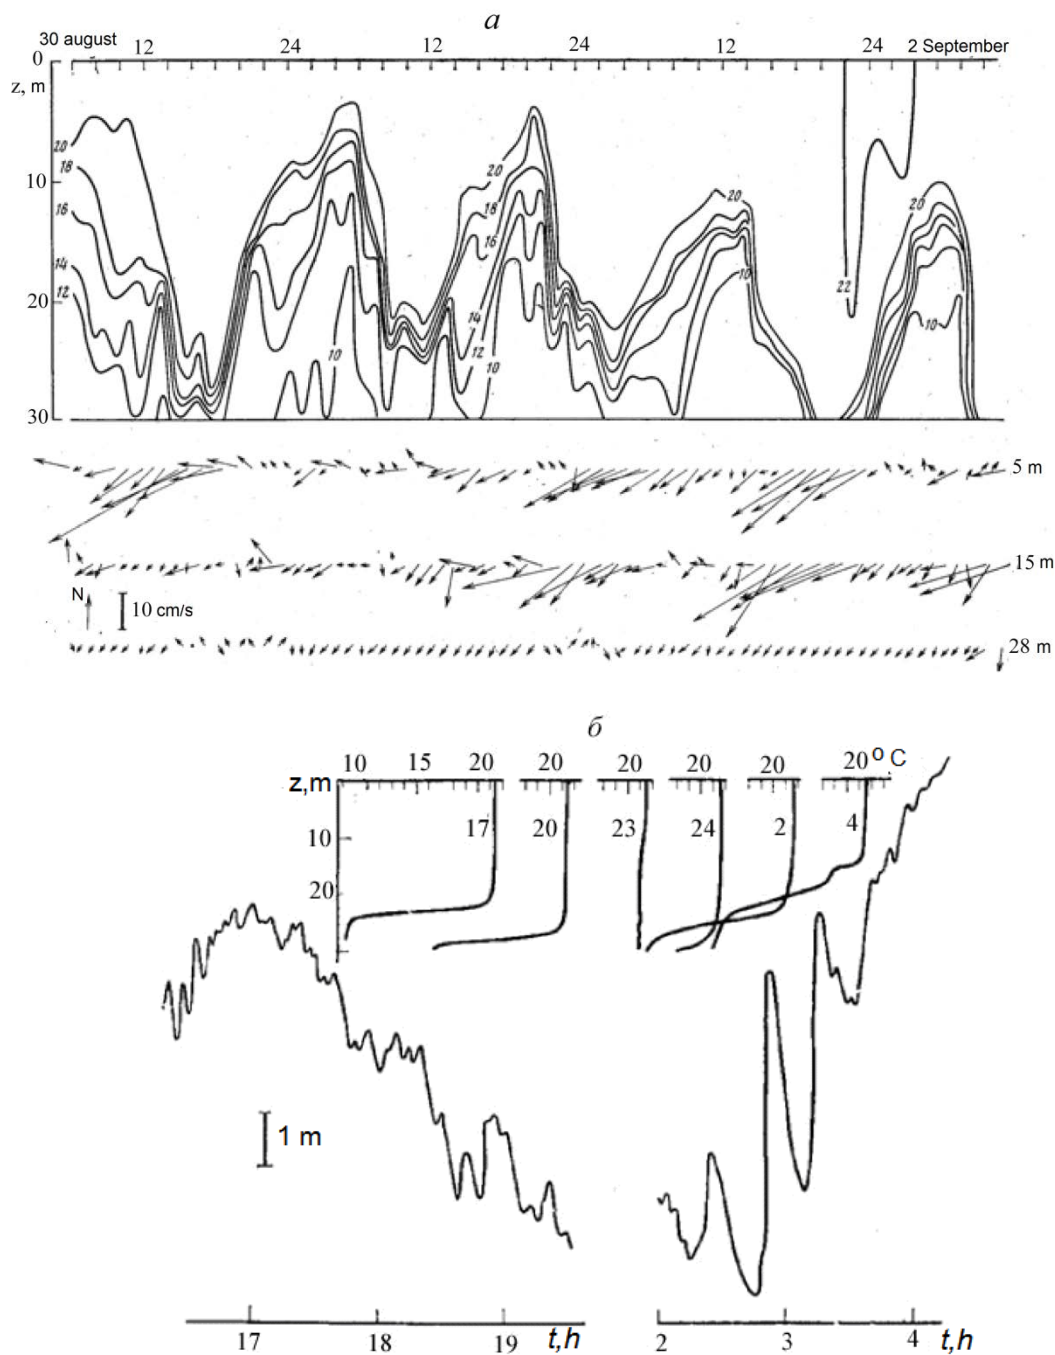 а
30 august 12 24 12 24 12 24 2 September
0
z, m
20
18
10
16
14
12
20
30
10
20
18
16
14
12
10
20
10
22
20
10
5 m
15 m
N
10 cm/s
28 m
б
10 15 20 20 20 20 20 20 o C
z,m
17 20 23 24 2 4
10
20
1 m
17 18 19 t,h 2 3 4 t,h